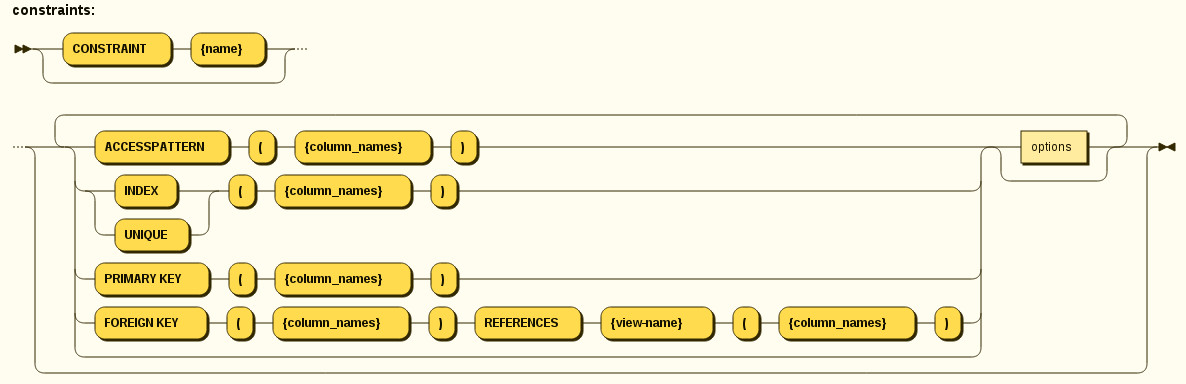 constraints:
CONSTRAINT {name}
ACCESSPATTERN ( {column_names} ) options
INDEX ( {column_names} )
UNIQUE
PRIMARY KEY ( {column_names} )
FOREIGN KEY ( {column_names} ) REFERENCES {view-name} ( {column_names} )